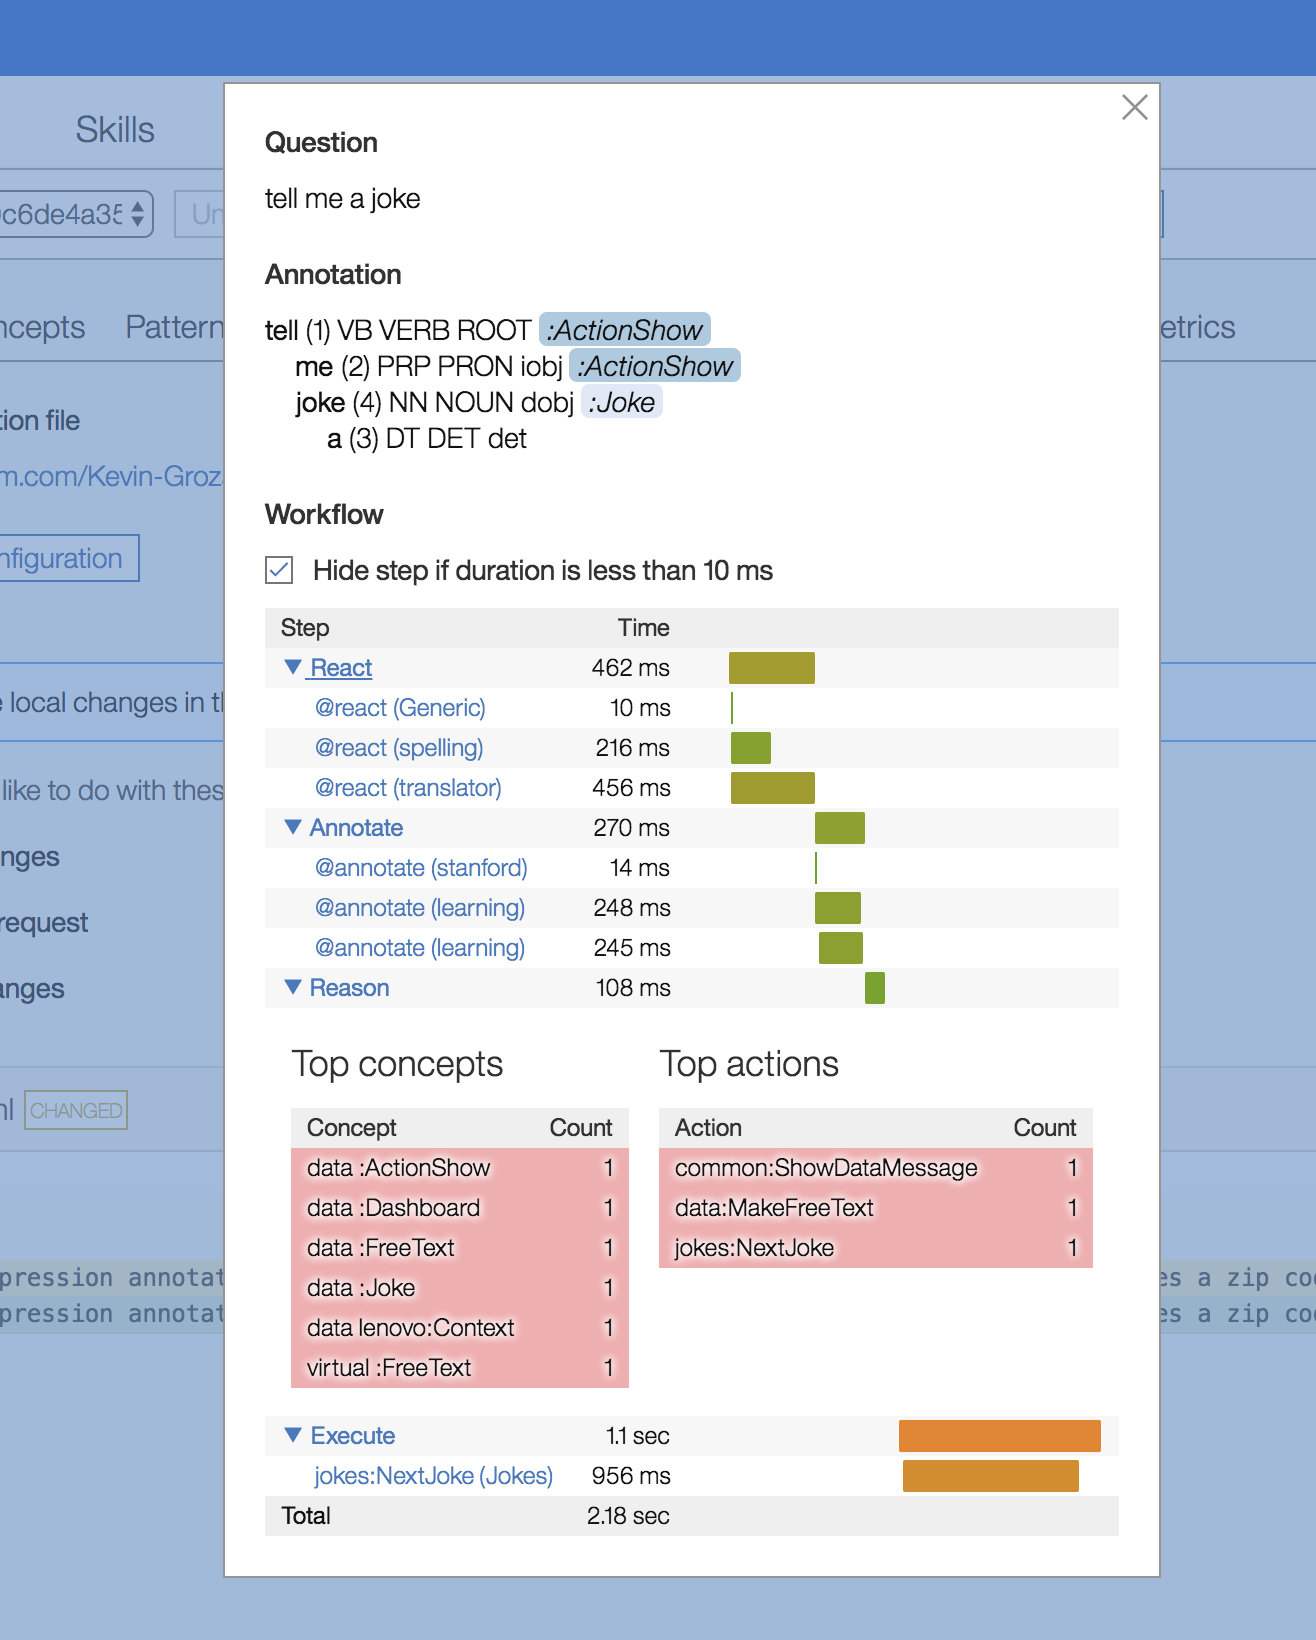 Skills
c6de4a35
Un
ncepts
Pattern
etrics
tion file
m.com/Kevin-Groza
nfiguration
e local changes in th
like to do with thes
nges
request
anges
nl CHANGED
pression annotat
es a zip co
pression annotat
es a zip co
Question
tell me a joke
Annotation
tell (1) VB VERB ROOT :ActionShow
me (2) PRP PRON iobj :ActionShow
joke (4) NN NOUN dobj :Joke
a (3) DT DET det
Workflow
Hide step if duration is less than 10 ms
Step Time
React 462 ms
@react (Generic) 10 ms
@react (spelling) 216 ms
@react (translator) 456 ms
Annotate 270 ms
@annotate (stanford) 14 ms
@annotate (learning) 248 ms
@annotate (learning) 245 ms
Reason 108 ms
Top concepts
Concept Count
data :ActionShow 1
data :Dashboard 1
data :FreeText 1
data :Joke 1
data lenovo:Context 1
virtual :FreeText 1
Top actions
Action Count
common:ShowDataMessage 1
data:MakeFreeText 1
jokes:NextJoke 1
Execute 1.1 sec
jokes:NextJoke (Jokes) 956 ms
Total 2.18 sec